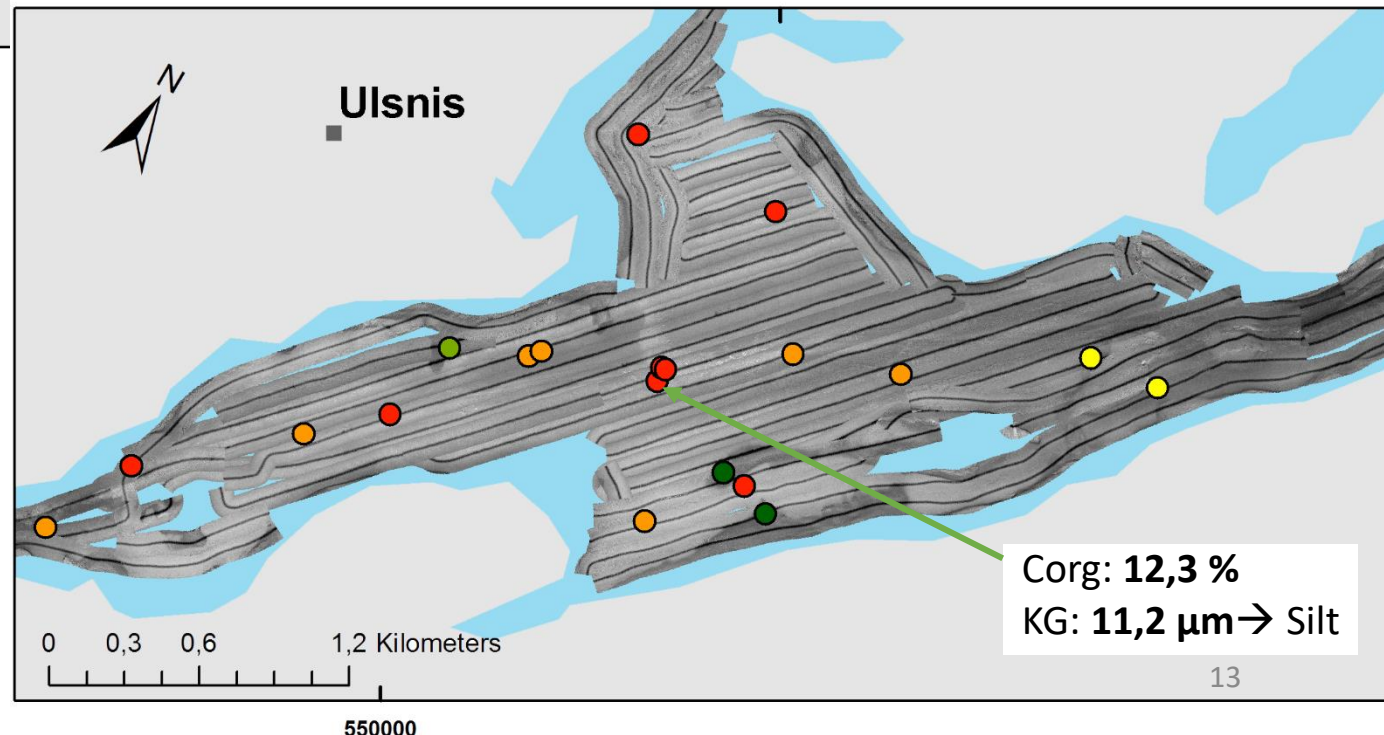 N
Ulsnis
Corg: 12,3 %
KG: 11,2 µm→ Silt
0 0,3 0,6 1,2 Kilometers
13
550000